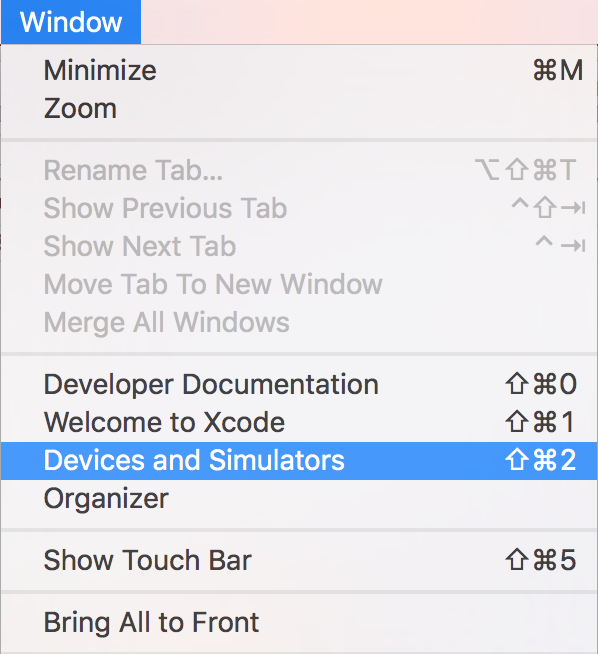 Window
Minimize ⌘M
Zoom
Rename Tab... ⌥⇧⌘T
Show Previous Tab ^⇧⇥
Show Next Tab ^⇥
Move Tab To New Window
Merge All Windows
Developer Documentation ⇧⌘0
Welcome to Xcode ⇧⌘1
Devices and Simulators ⇧⌘2
Organizer
Show Touch Bar ⇧⌘5
Bring All to Front